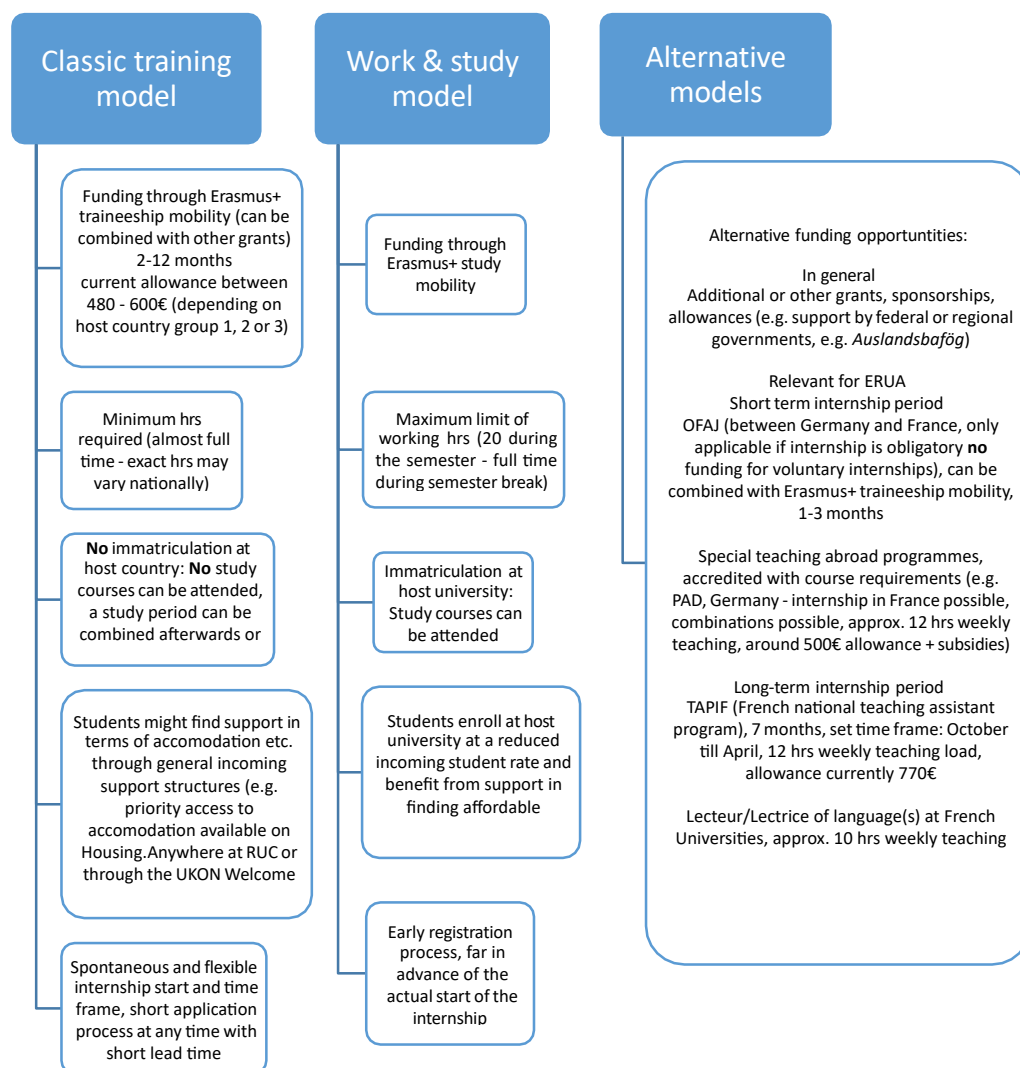 Classic training
model
Funding through Erasmus+
traineeship mobility (can be
combined with other grants)
2-12 months
current allowance between
480 - 600€ (depending on
host country group 1, 2 or 3)
Minimum hrs
required (almost full
time - exact hrs may
vary nationally)
No immatriculation at
host country: No study
courses can be attended,
a study period can be
combined afterwards or
Students might find support in
terms of accomodation etc.
through general incoming
support structures (e.g.
priority access to
accomodation available on
Housing.Anywhere at RUC or
through the UKON Welcome
Spontaneous and flexible
internship start and time
frame, short application
process at any time with
short lead time
Work & study
model
Funding through
Erasmus+ study
mobility
Maximum limit of
working hrs (20 during
the semester - full time
during semester break)
Immatriculation at
host university:
Study courses can
be attended
Students enroll at host
university at a reduced
incoming student rate and
benefit from support in
finding affordable
Early registration
process, far in
advance of the
actual start of the
internship
Alternative
models
Alternative funding opportuntities:
In general
Additional or other grants, sponsorships,
allowances (e.g. support by federal or regional
governments, e.g. Auslandsbafög)
Relevant for ERUA
Short term internship period
OFAJ (between Germany and France, only
applicable if internship is obligatory no
funding for voluntary internships), can be
combined with Erasmus+ traineeship mobility,
1-3 months
Special teaching abroad programmes,
accredited with course requirements (e.g.
PAD, Germany - internship in France possible,
combinations possible, approx. 12 hrs weekly
teaching, around 500€ allowance + subsidies)
Long-term internship period
TAPIF (French national teaching assistant
program), 7 months, set time frame: October
till April, 12 hrs weekly teaching load,
allowance currently 770€
Lecteur/Lectrice of language(s) at French
Universities, approx. 10 hrs weekly teaching